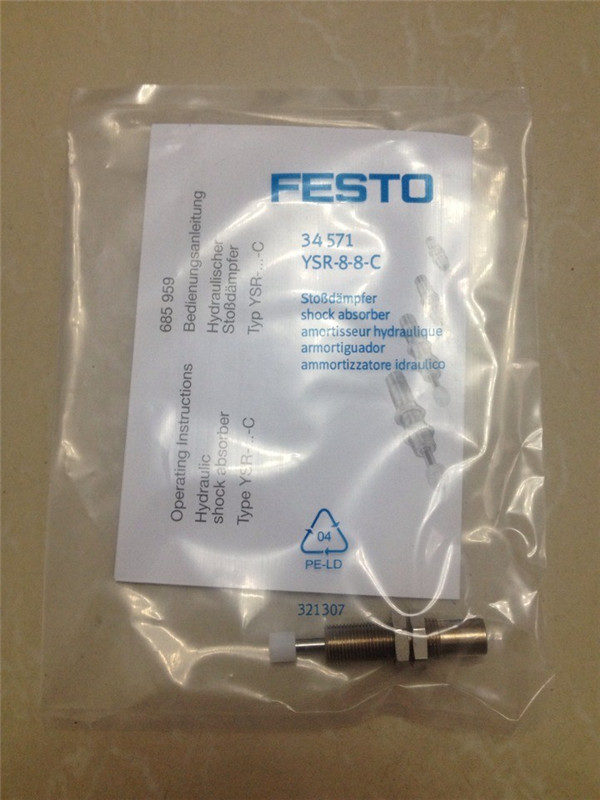 FESTO
34 571
YSR-8-8-C
Stoßdämpfer
shock absorber
amortisseur hydraulique
armortiguador
ammortizzatore idraulico
685 959
Bedienungsanleitung
Hydraulischer
Stoßdämpfer
Typ YSR-...-C
Operating Instructions
Hydraulic
shock absorber
Type YSR-...-C
04
PE-LD
321307